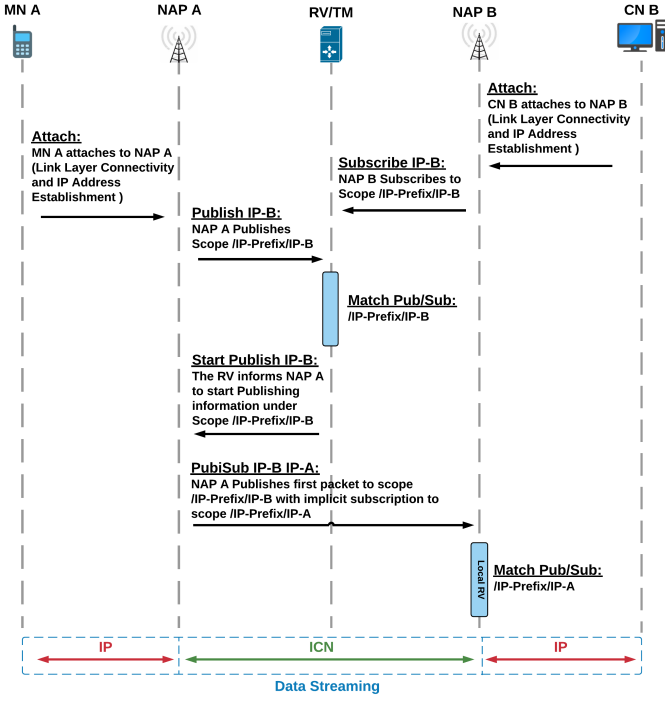 MN A
NAP A
RV/TM
NAP B
CN B
Attach:
CN B attaches to NAP B
(Link Layer Connectivity
and IP Address
Establishment )
Attach:
MN A attaches to NAP A
(Link Layer Connectivity
and IP Address
Establishment )
Subscribe IP-B:
NAP B Subscribes to
Scope /IP-Prefix/IP-B
Publish IP-B:
NAP A Publishes
Scope /IP-Prefix/IP-B
Match Pub/Sub:
/IP-Prefix/IP-B
Start Publish IP-B:
The RV informs NAP A
to start Publishing
information under
Scope /IP-Prefix/IP-B
PubiSub IP-B IP-A:
NAP A Publishes first packet to scope
/IP-Prefix/IP-B with implicit subscription to
scope /IP-Prefix/IP-A
Local RV
Match Pub/Sub:
/IP-Prefix/IP-A
IP
ICN
IP
Data Streaming